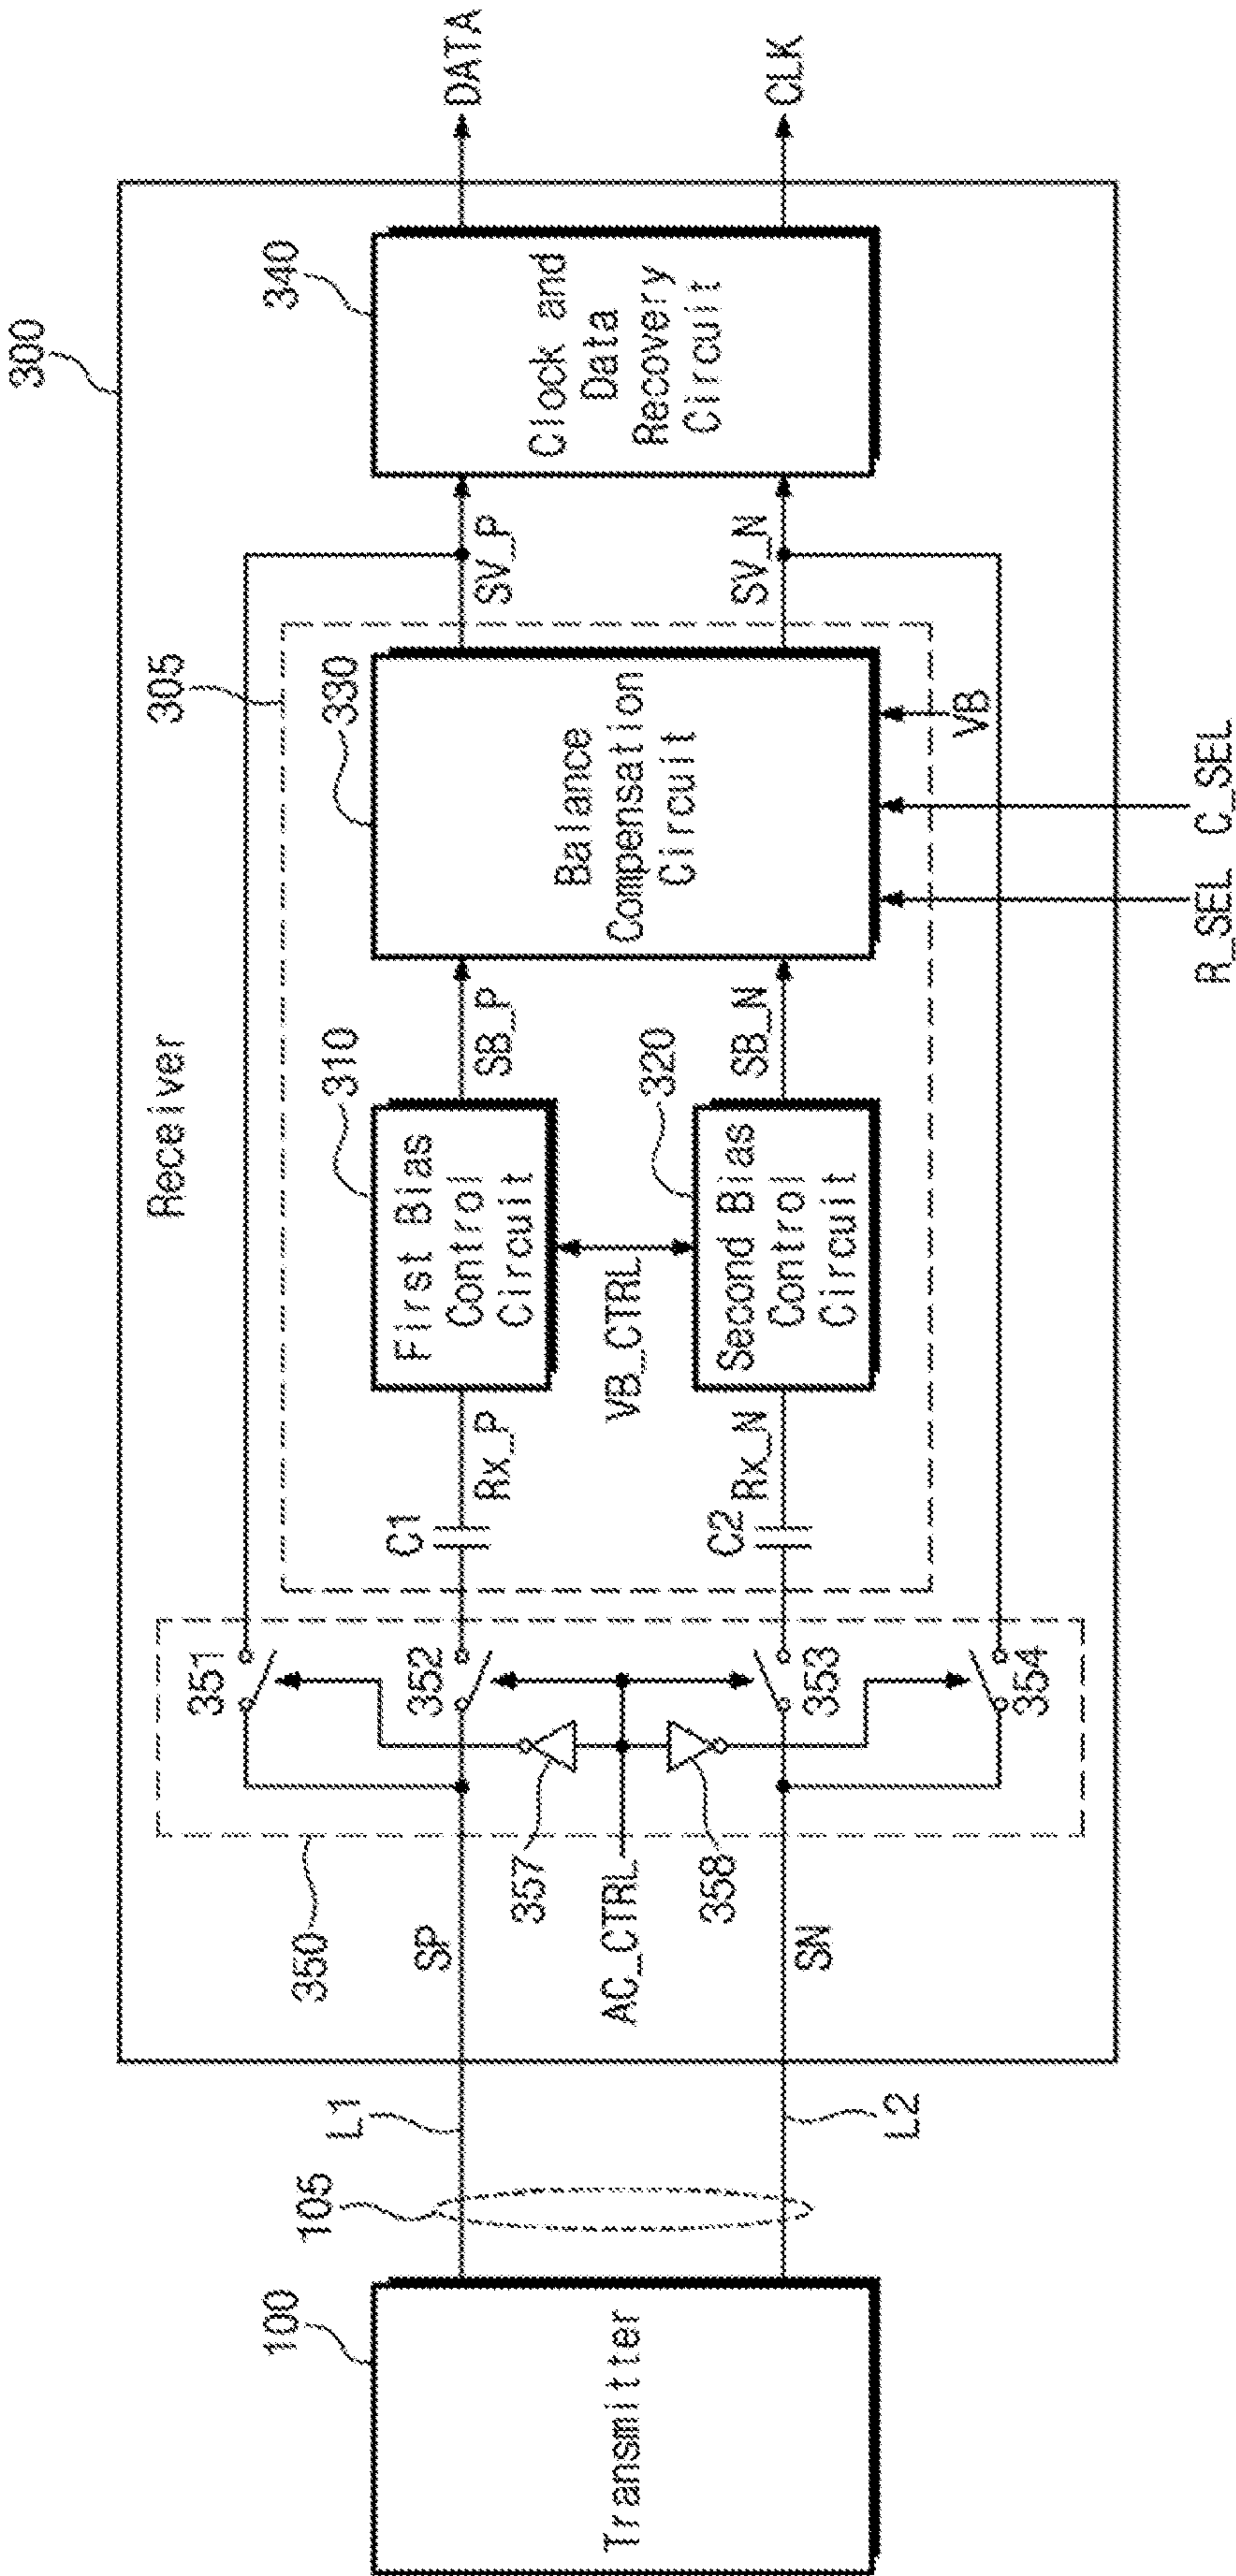 300
Receiver
305
340
DATA
CLK
Clock and
Data
Recovery
Circuit
SV_P
SV_N
330
Balance
Compensation
Circuit
VB
C_SEL
R_SEL
SB_P
SB_N
310
First Bias
Control
Circuit
VB_CTRL
320
Second Bias
Control
Circuit
Rx_P
Rx_N
C1
C2
351
352
353
354
357
358
350
SP
AC_CTRL
SN
L1
L2
105
100
Transmitter